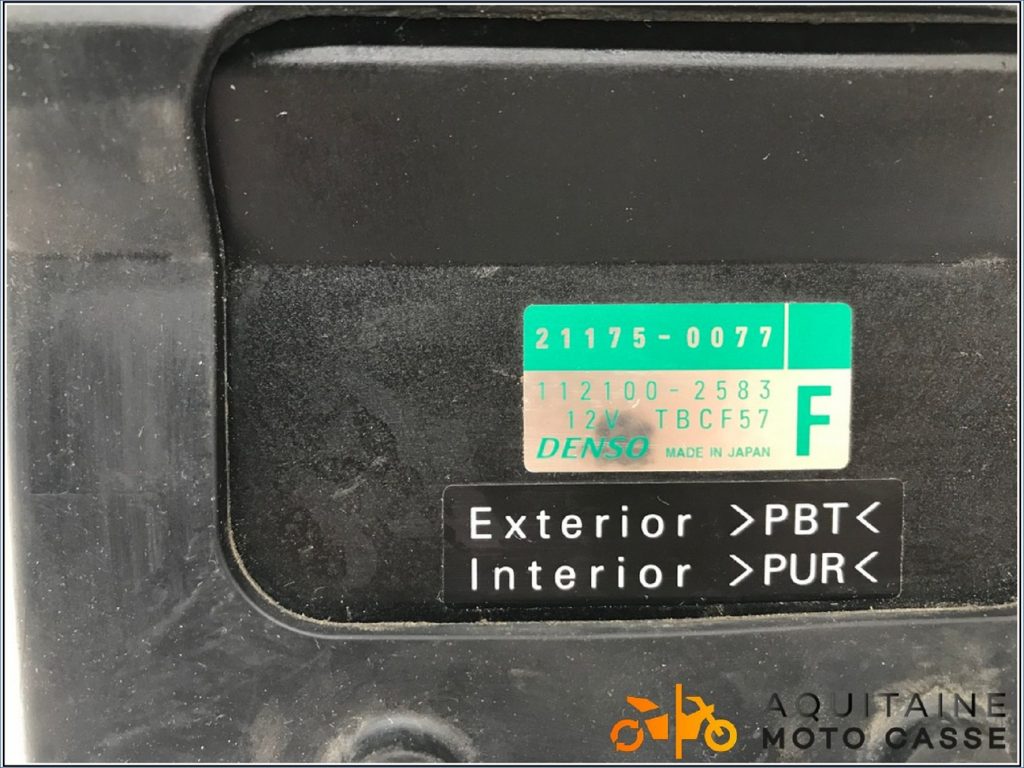 21175-0077
112100-2583
12V TBCF57
F
DENSO MADE IN JAPAN
Exterior >PBT<
Interior >PUR<
AQUITAINE
MOTO CASSE